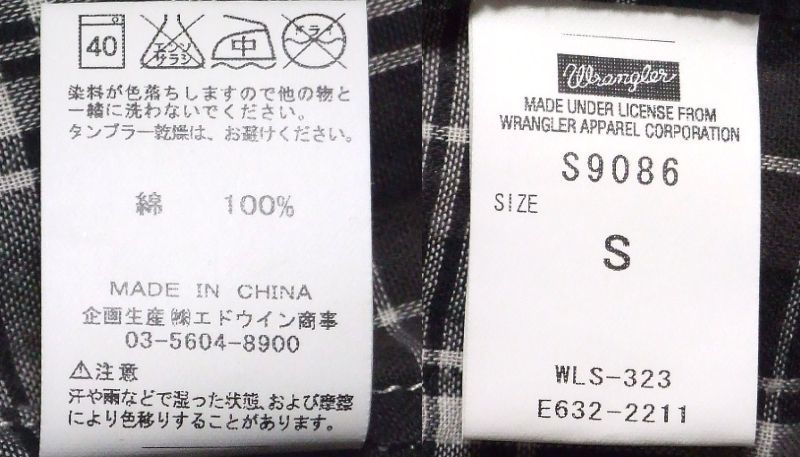 40 エンソサラシ 中 ドライ
染料が色落ちしますので他の物と
一緒に洗わないでください。
タンブラー乾燥は、お避けください。
綿 100%
MADE IN CHINA
企画生産㈱エドウイン商事
03-5604-8900
⚠注意
汗や雨などで湿った状態、および摩擦
により色移りすることがあります。
Wrangler
MADE UNDER LICENSE FROM
WRANGLER APPAREL CORPORATION
S9086
SIZE
S
WLS-323
E632-2211